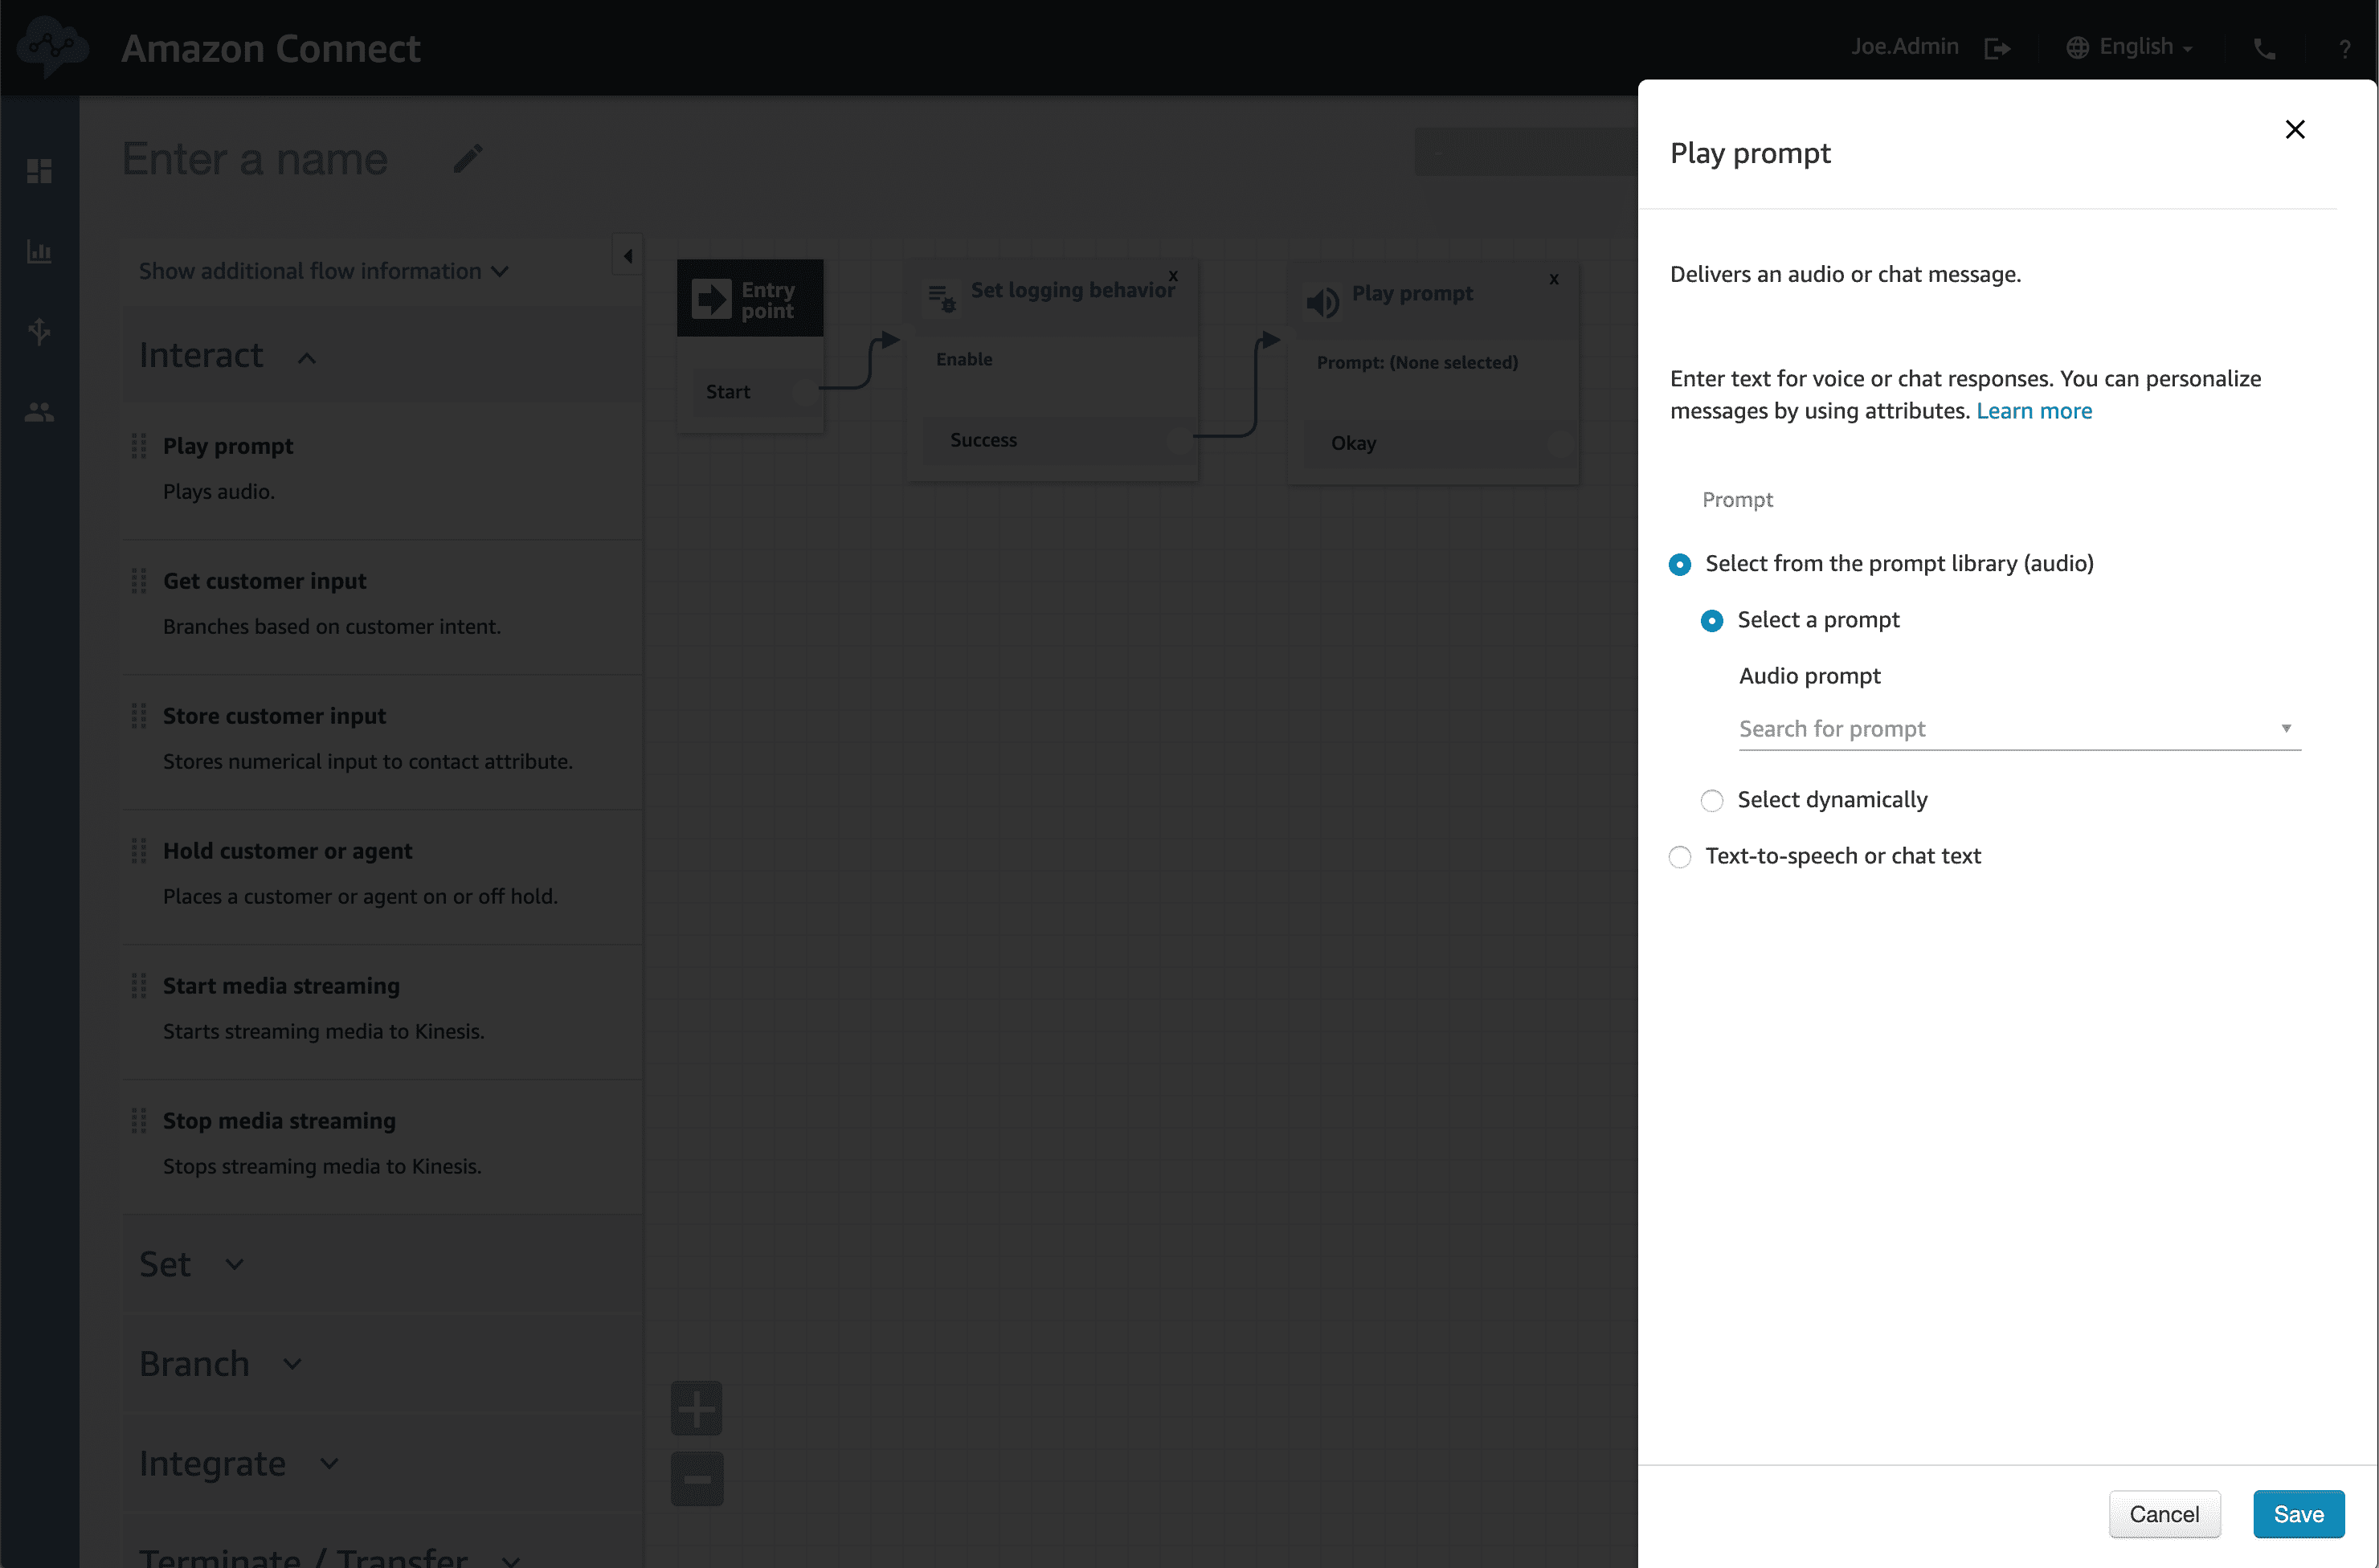 Amazon Connect
Joe.Admin
English
?
Enter a name
Show additional flow information
Interact
Play prompt
Plays audio.
Get customer input
Branches based on customer intent.
Store customer input
Stores numerical input to contact attribute.
Hold customer or agent
Places a customer or agent on or off hold.
Start media streaming
Starts streaming media to Kinesis.
Stop media streaming
Stops streaming media to Kinesis.
Set
Branch
Integrate
Terminate / Transfer
Entry
point
Start
Set logging behavior
x
Enable
Success
Play prompt
x
Prompt: (None selected)
Okay
Play prompt
Delivers an audio or chat message.
Enter text for voice or chat responses. You can personalize
messages by using attributes. Learn more
Prompt
Select from the prompt library (audio)
Select a prompt
Audio prompt
Search for prompt
Select dynamically
Text-to-speech or chat text
Cancel
Save